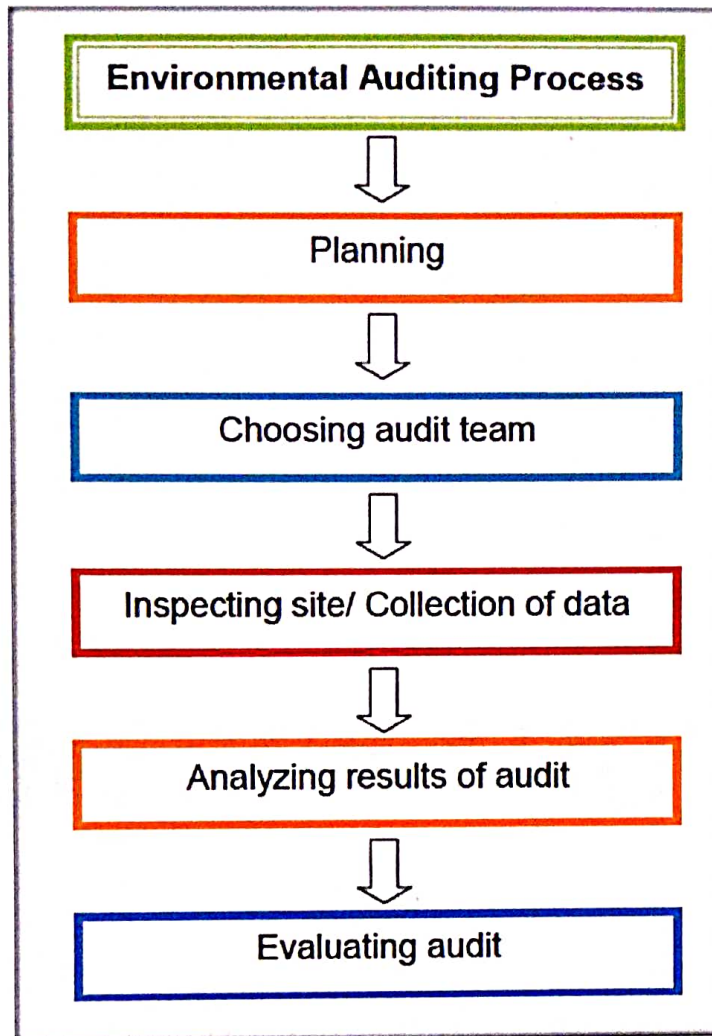 Environmental Auditing Process
Planning
Choosing audit team
Inspecting site/ Collection of data
Analyzing results of audit
Evaluating audit